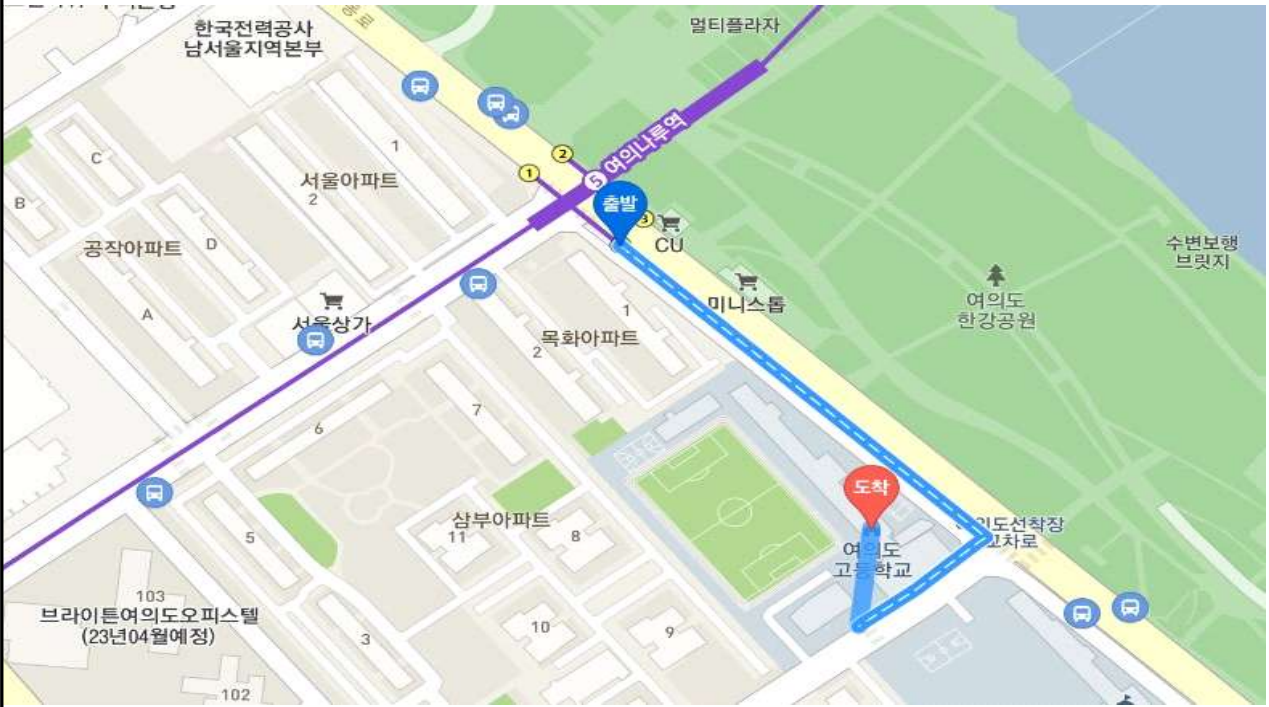 한국전력공사
남서울지역본부
멀티플라자
1
서울아파트
2
C
B
공작아파트
D
A
서울상가
2
1
5 여의나루역
출발
3
CU
미니스톱
수변보행
브릿지
여의도
한강공원
1
목화아파트
2
7
6
도착
삼부아파트
11
8
5
3
10
9
여의도
고등학교
여의도선착장
교차로
103
브라이튼여의도오피스텔
(23년04월예정)
102